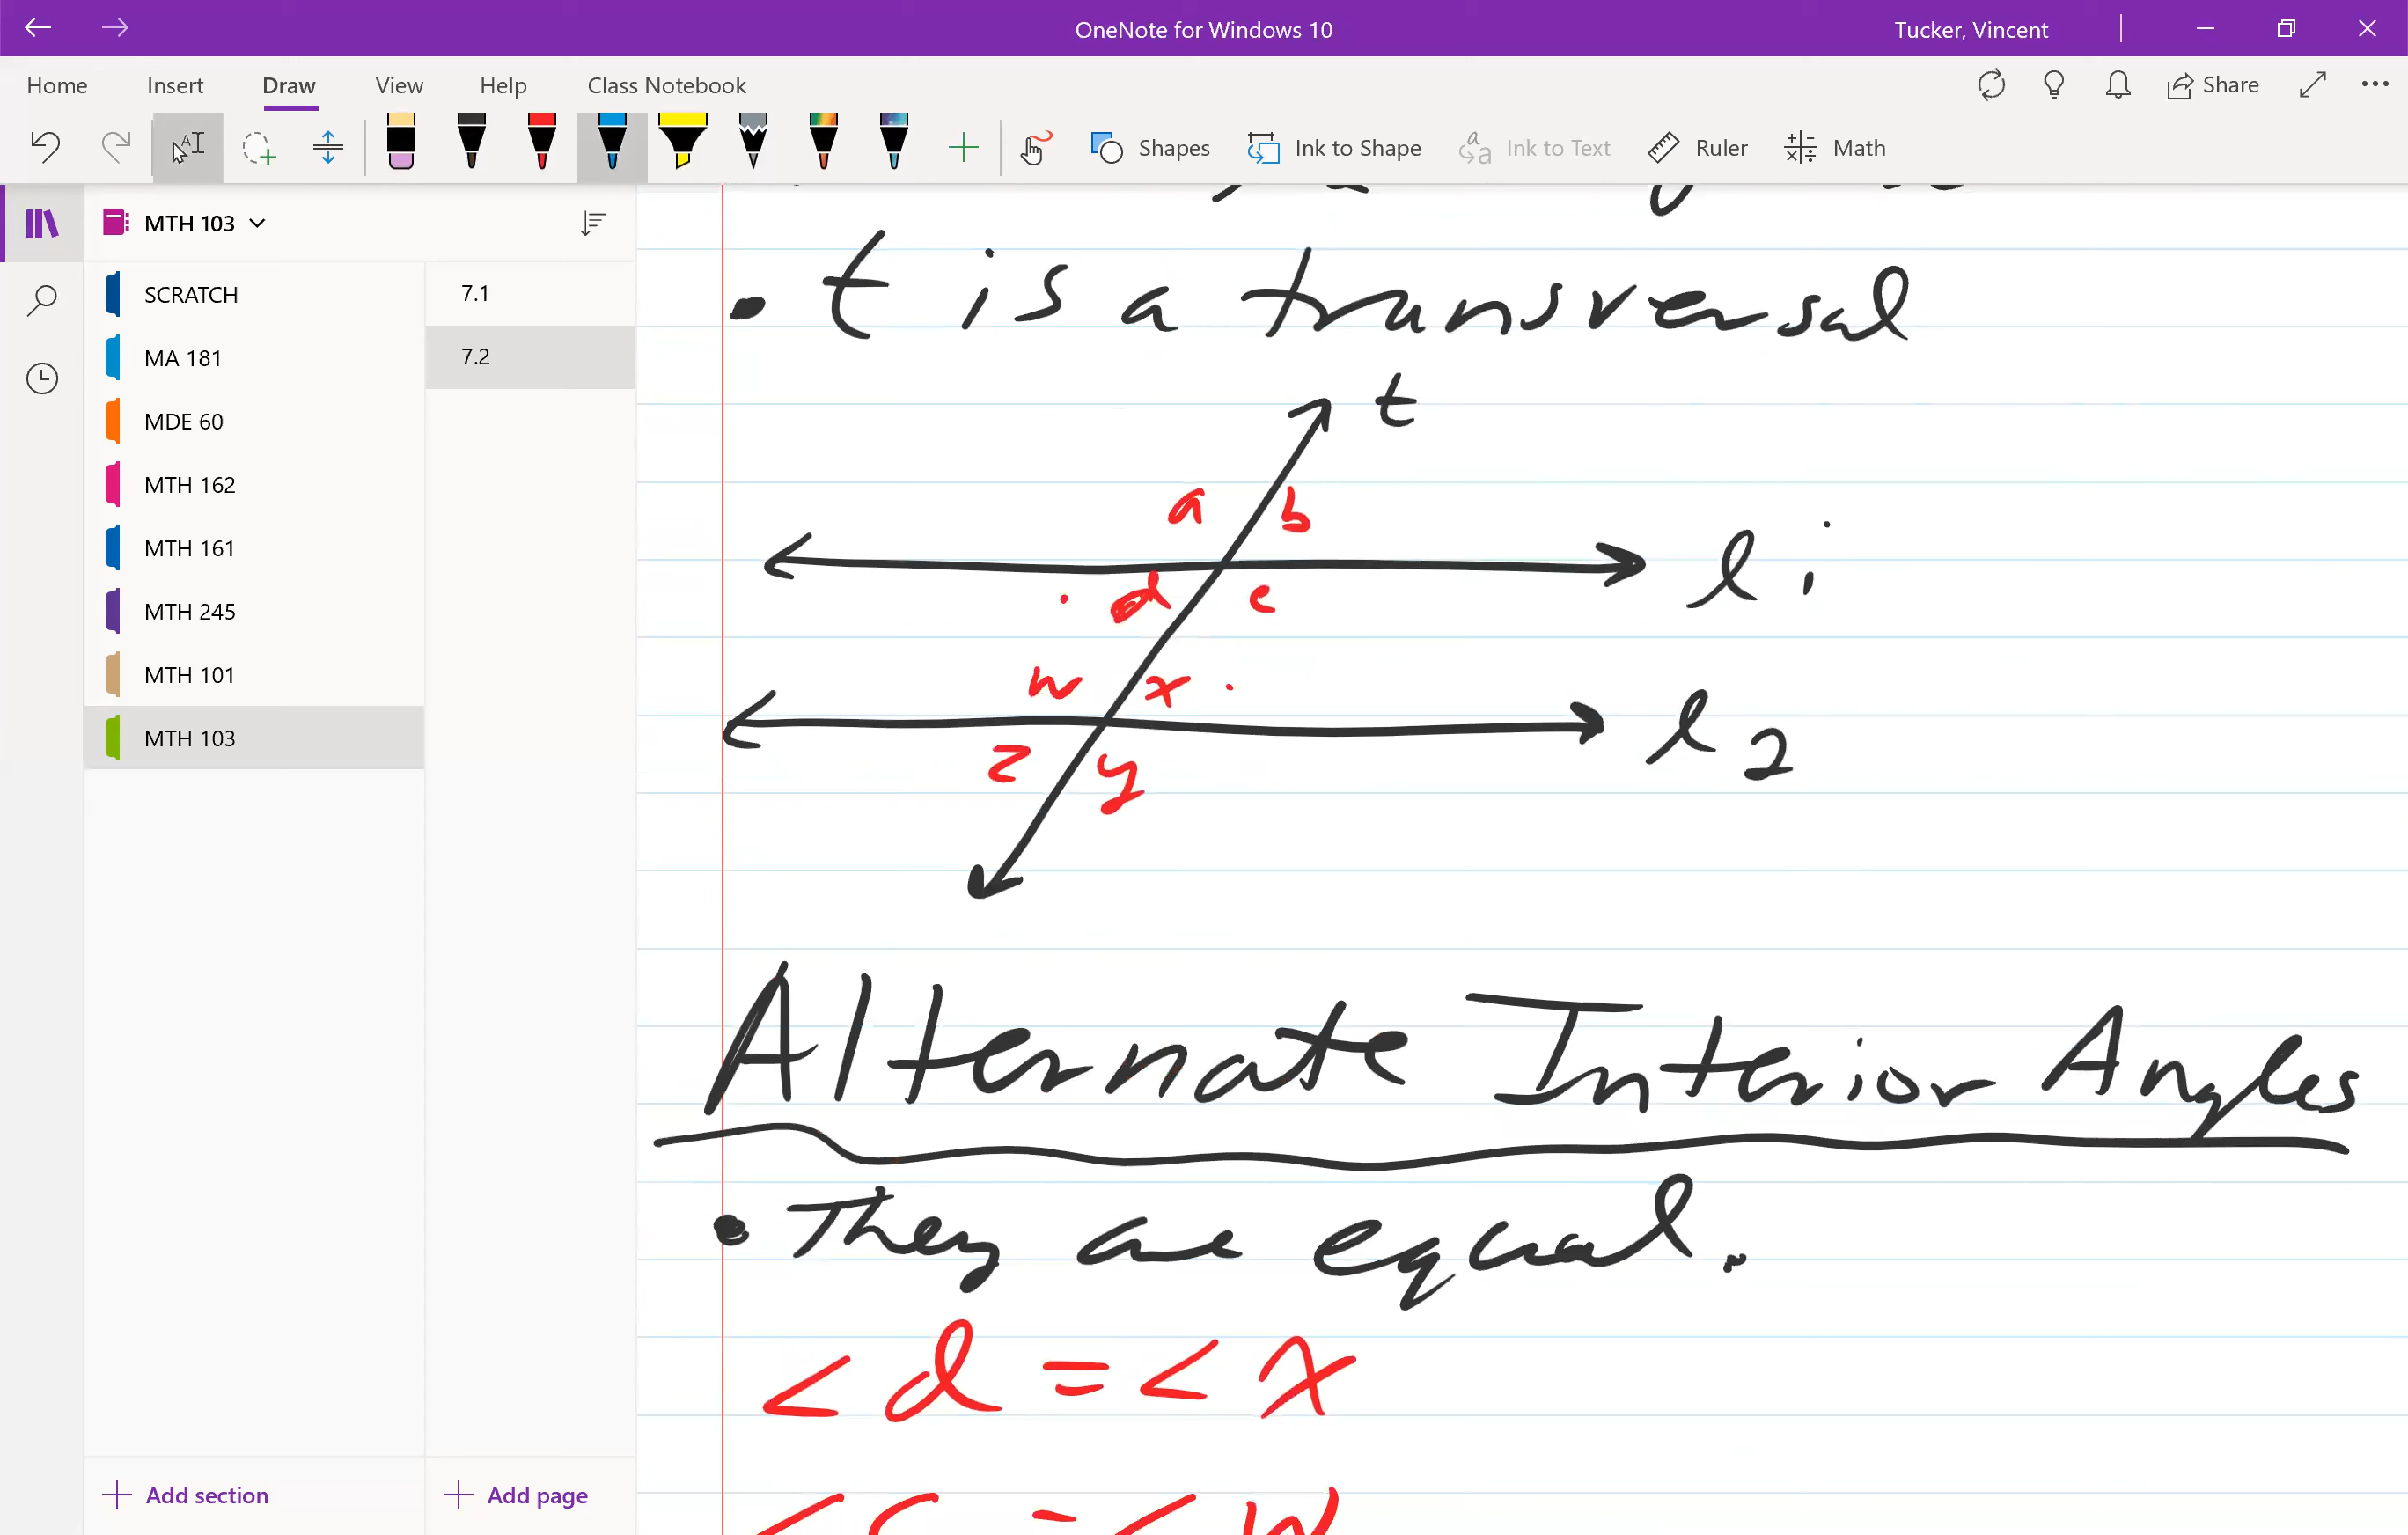 OneNote for Windows 10
Tucker, Vincent
Home Insert Draw View Help Class Notebook
Share
Shapes Ink to Shape Ink to Text Ruler Math
MTH 103
SCRATCH
MA 181
MDE 60
MTH 162
MTH 161
MTH 245
MTH 101
MTH 103
Add section
7.1
7.2
Add page
• t is a transversal
t
a b
l 1
d c
w x
l 2
z y
Alternate Interior Angles
• They are equal.
< d = < x
< c = < w